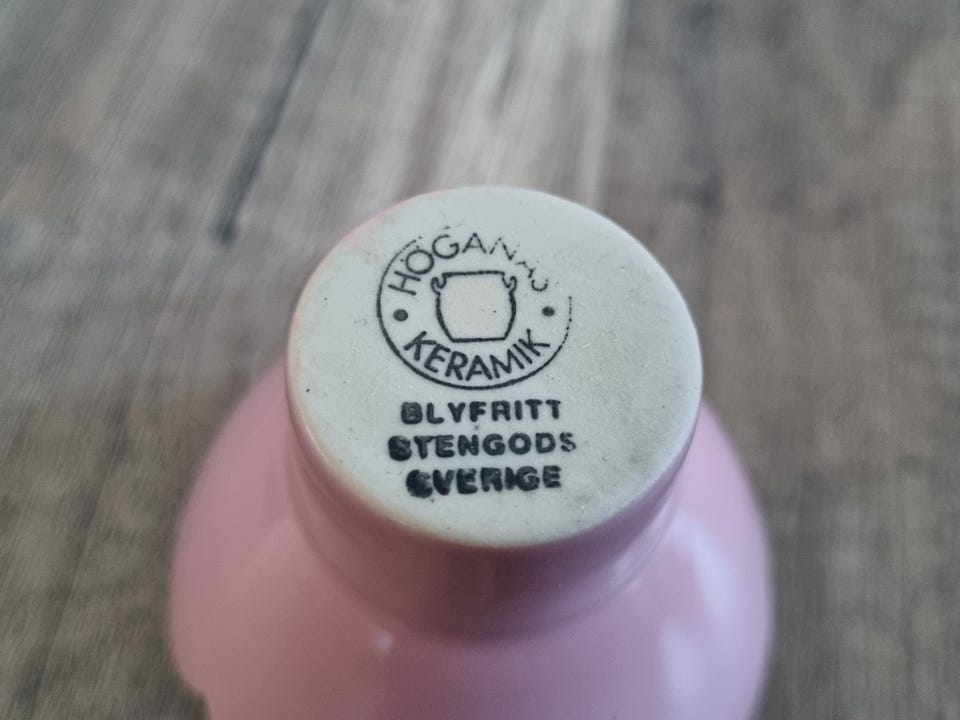 HÖGANÄS
KERAMIK
BLYFRITT
STENGODS
SVERIGE